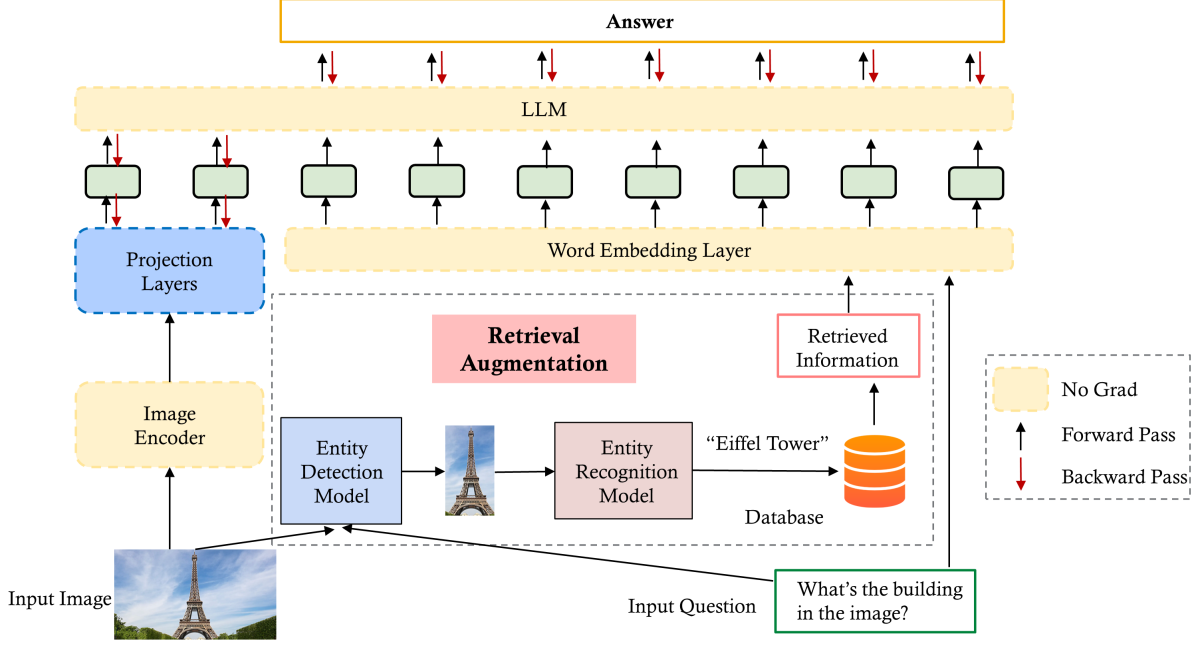 Answer
LLM
Word Embedding Layer
Projection
Layers
Retrieval
Augmentation
Retrieved
Information
No Grad
Image
Encoder
Forward Pass
Entity
Detection
Model
Entity
Recognition
Model
“Eiffel Tower”
Backward Pass
Database
Input Image
Input Question
What’s the building
in the image?